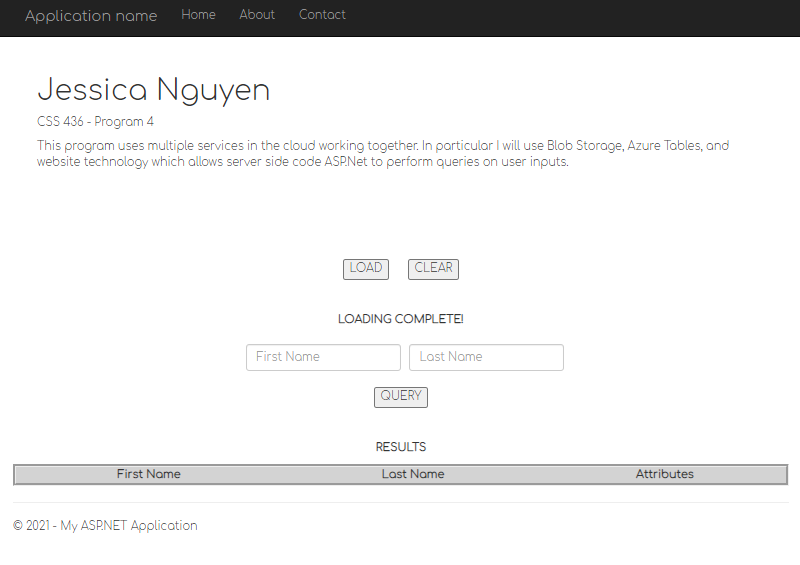 Application name Home About Contact
Jessica Nguyen
CSS 436 - Program 4
This program uses multiple services in the cloud working together. In particular I will use Blob Storage, Azure Tables, and
website technology which allows server side code ASP.Net to perform queries on user inputs.
LOAD CLEAR
LOADING COMPLETE!
First Name Last Name
QUERY
RESULTS
First Name Last Name Attributes
© 2021 - My ASP.NET Application